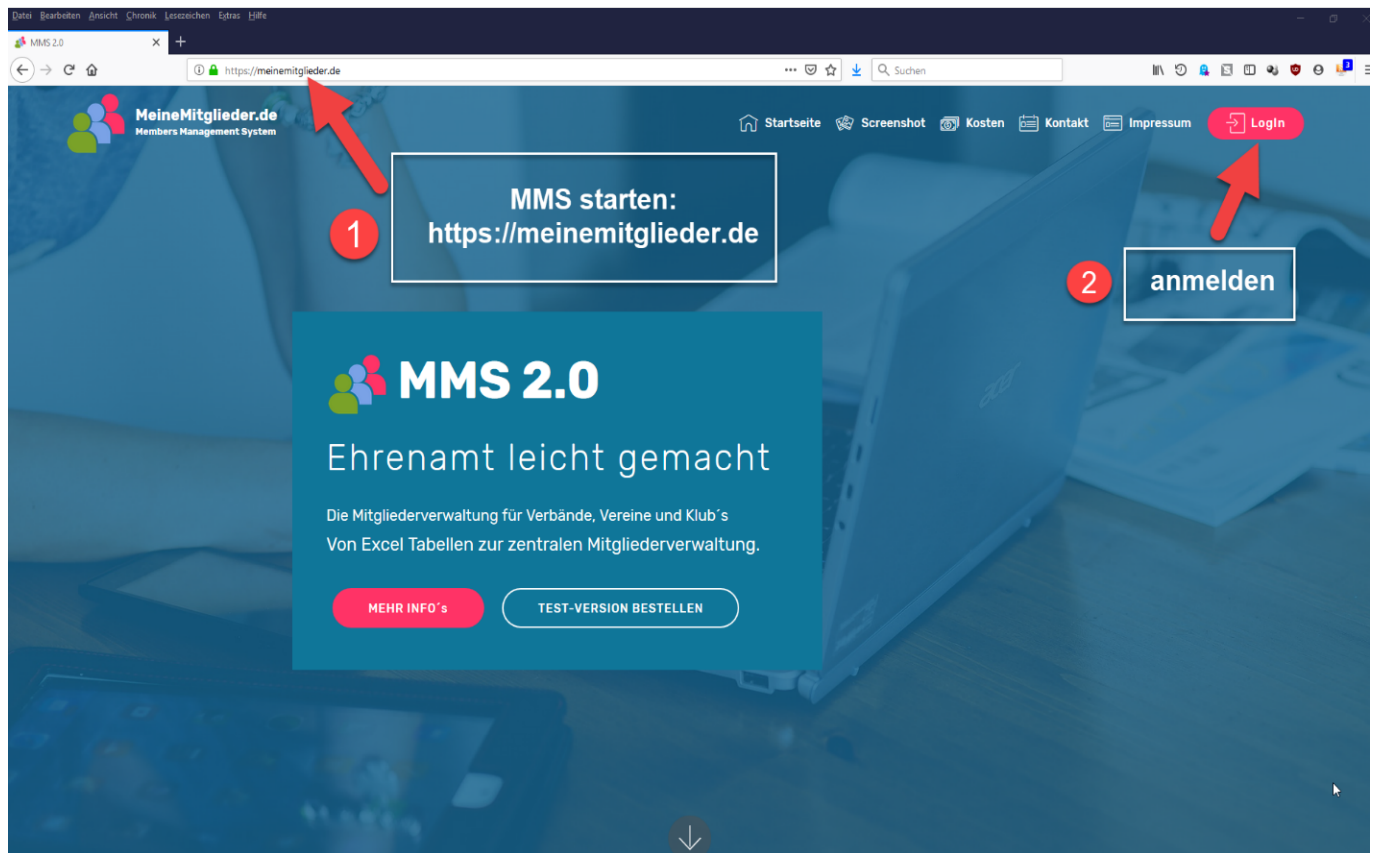 Datei Bearbeiten Ansicht Chronik Lesezeichen Extras Hilfe
MMS 2.0
https://meinemitglieder.de
Suchen
3
MeineMitglieder.de
Members Management System
Startseite Screenshot Kosten Kontakt Impressum LogIn
1
MMS starten:
https://meinemitglieder.de
2
anmelden
MMS 2.0
Ehrenamt leicht gemacht
Die Mitgliederverwaltung für Verbände, Vereine und Klub´s
Von Excel Tabellen zur zentralen Mitgliederverwaltung.
MEHR INFO´s
TEST-VERSION BESTELLEN
acer